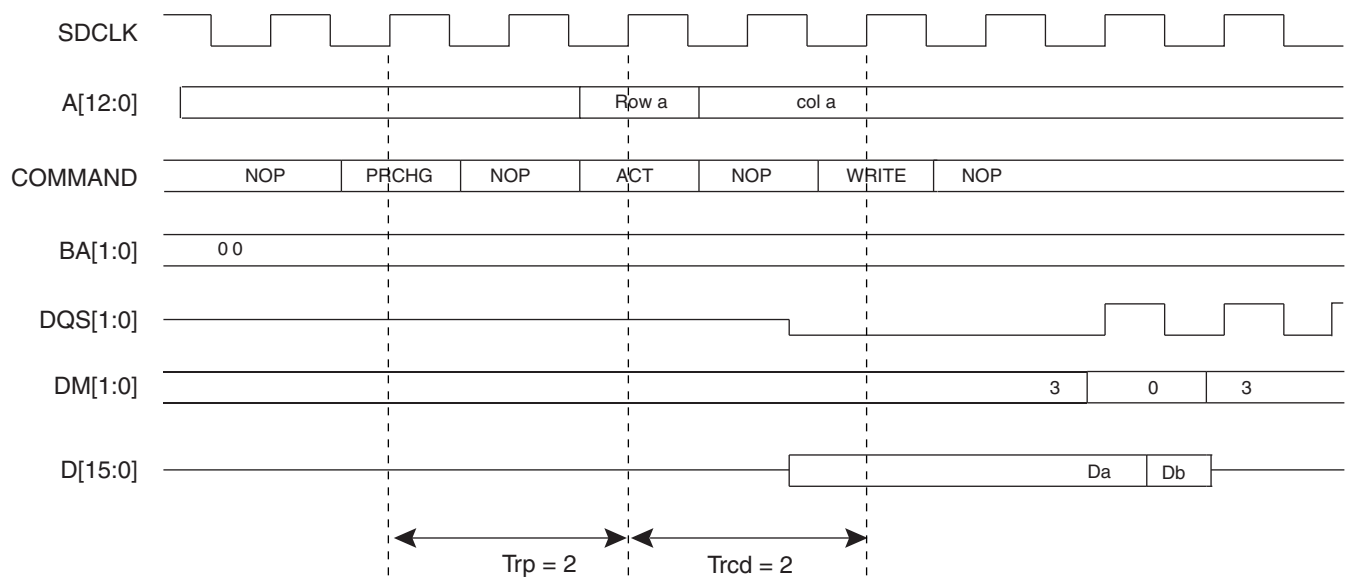 SDCLK
A[12:0] Row a col a
COMMAND NOP PRCHG NOP ACT NOP WRITE NOP
BA[1:0] 0 0
DQS[1:0]
DM[1:0] 3 0 3
D[15:0] Da Db
Trp = 2 Trcd = 2